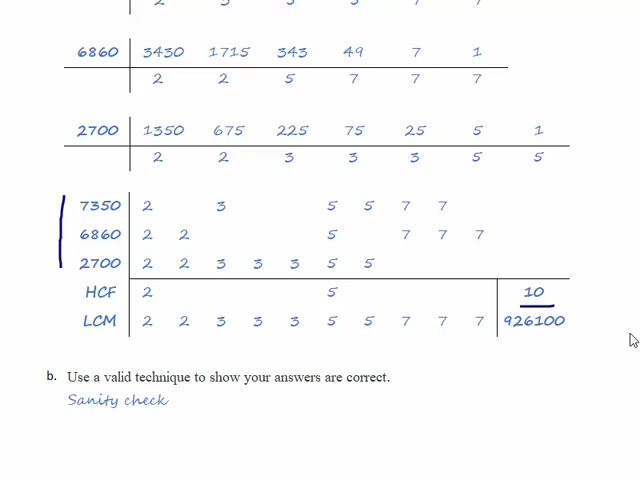 6860 3430 1715 343 49 7 1
2 2 5 7 7 7
2700 1350 675 225 75 25 5 1
2 2 3 3 3 5 5
7350 2 3 5 5 7 7
6860 2 2 5 7 7 7
2700 2 2 3 3 3 5 5
HCF 2 5 10
LCM 2 2 3 3 3 5 5 7 7 7 926100
b. Use a valid technique to show your answers are correct.
Sanity check